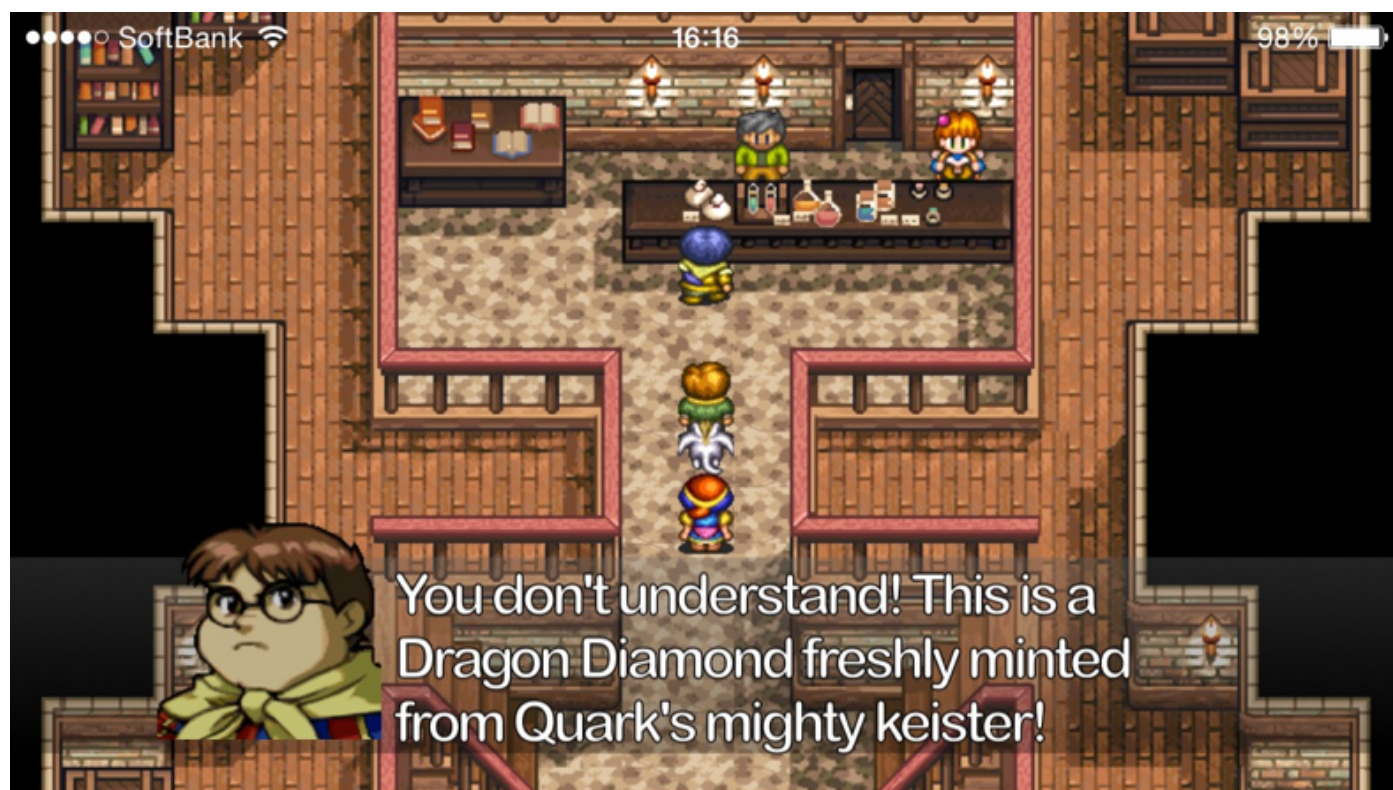 SoftBank 16:16 98%
You don't understand! This is a
Dragon Diamond freshly minted
from Quark's mighty keister!